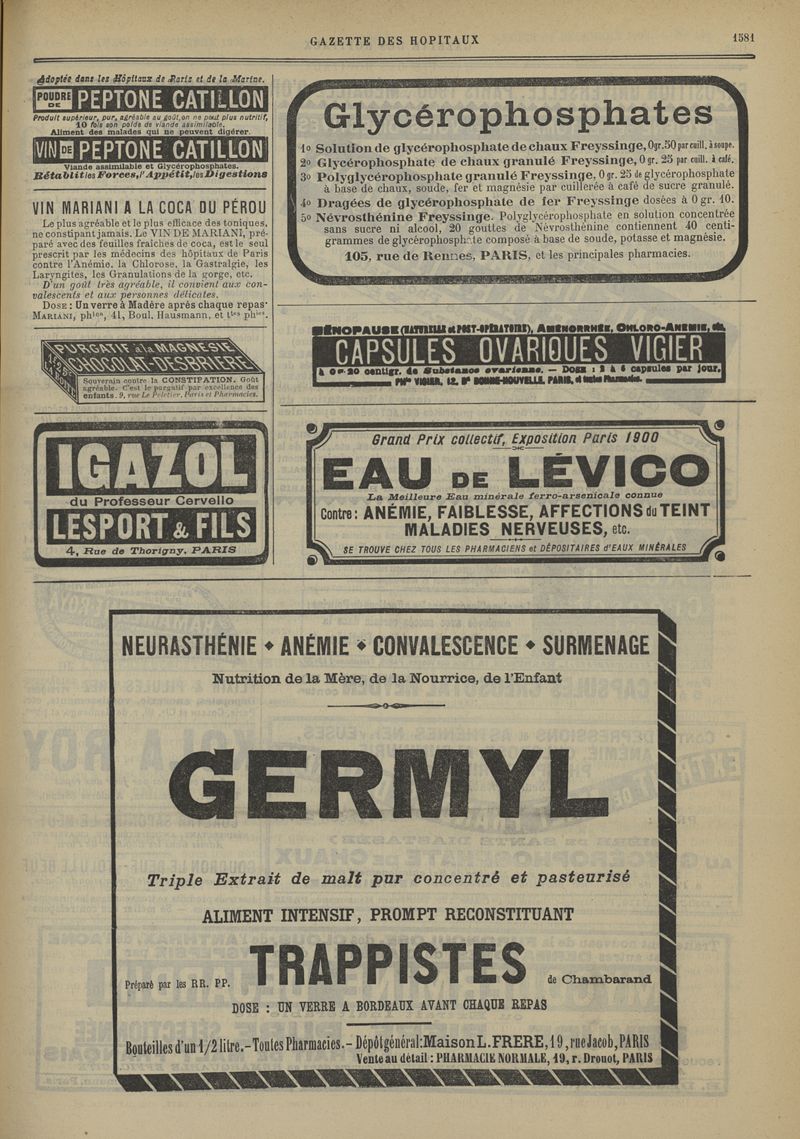 GAZETTE DES HOPITAUX
1581
Adoptée dans les Hôpitaux de Paris et de la Marine.
POUDRE DE PEPTONE CATILLON
Produit supérieur, pur, agréable au goût, on ne peut plus nutritif,
10 fois son poids de viande assimilable.
Aliment des malades qui ne peuvent digérer.
VIN DE PEPTONE CATILLON
Viande assimilable et Glycérophosphates.
Rétablit les Forces, l'Appétit, les Digestions
VIN MARIANI A LA COCA DU PÉROU
Le plus agréable et le plus efficace des toniques,
ne constipant jamais. Le VIN DE MARIANI, pré-
paré avec des feuilles fraîches de coca, est le seul
prescrit par les médecins des hôpitaux de Paris
contre l'Anémie, la Chlorose, la Gastralgie, les
Laryngites, les Granulations de la gorge, etc.
D'un goût très agréable, il convient aux con-
valescents et aux personnes délicates.
DOSE : Un verre à Madère après chaque repas.
MARIANI, phien, 41, Boul. Hausmann, et ttes phies.
PURGATIF à la MAGNESIE
CHOCOLAT-DESBRIERE
Souverain contre la CONSTIPATION. Goût
agréable. C'est le purgatif par excellence des
enfants. 9, rue Le Peletier, Paris et Pharmacies.
IGAZOL
du Professeur Cervello
LESPORT & FILS
4, Rue de Thorigny, PARIS
Glycérophosphates
1o Solution de glycérophosphate de chaux Freyssinge, 0gr.50 par cuill. à soupe.
2o Glycérophosphate de chaux granulé Freyssinge, 0 gr. 25 par cuill. à café.
3o Polyglycérophosphate granulé Freyssinge, 0 gr. 25 de glycérophosphate
à base de chaux, soude, fer et magnésie par cuillerée à café de sucre granulé.
4o Dragées de glycérophosphate de fer Freyssinge dosées à 0 gr. 10.
5o Névrosthénine Freyssinge. Polyglycérophosphate en solution concentrée
sans sucre ni alcool, 20 gouttes de Névrosthénine contiennent 40 centi-
grammes de glycérophosphate composé à base de soude, potasse et magnésie.
105, rue de Rennes, PARIS, et les principales pharmacies.
MÉNOPAUSE (NATURELLE et POST-OPÉRATOIRE), AMÉNORRHÉE, CHLORO-ANEMIE, etc.
CAPSULES OVARIQUES VIGIER
à 0 gr. 20 centigr. de Substance ovarienne. — DOSE : 2 à 6 capsules par jour.
PHie VIGIER, 12, Bd BONNE-NOUVELLE, PARIS, et toutes Pharmacies.
Grand Prix collectif, Exposition Paris 1900
EAU DE LÉVICO
La Meilleure Eau minérale ferro-arsenicale connue
Contre : ANÉMIE, FAIBLESSE, AFFECTIONS du TEINT
MALADIES NERVEUSES, etc.
SE TROUVE CHEZ TOUS LES PHARMACIENS et DÉPOSITAIRES d'EAUX MINÉRALES
NEURASTHÉNIE ♦ ANÉMIE ♦ CONVALESCENCE ♦ SURMENAGE
Nutrition de la Mère, de la Nourrice, de l'Enfant
GERMYL
Triple Extrait de malt pur concentré et pasteurisé
ALIMENT INTENSIF, PROMPT RECONSTITUANT
Préparé par les RR. PP. TRAPPISTES de Chambarand
DOSE : UN VERRE A BORDEAUX AVANT CHAQUE REPAS
Bouteilles d'un 1/2 litre. - Toutes Pharmacies. - Dépôt général: Maison L. FRERE, 19, rue Jacob, PARIS
Vente au détail : PHARMACIE NORMALE, 19, r. Drouot, PARIS